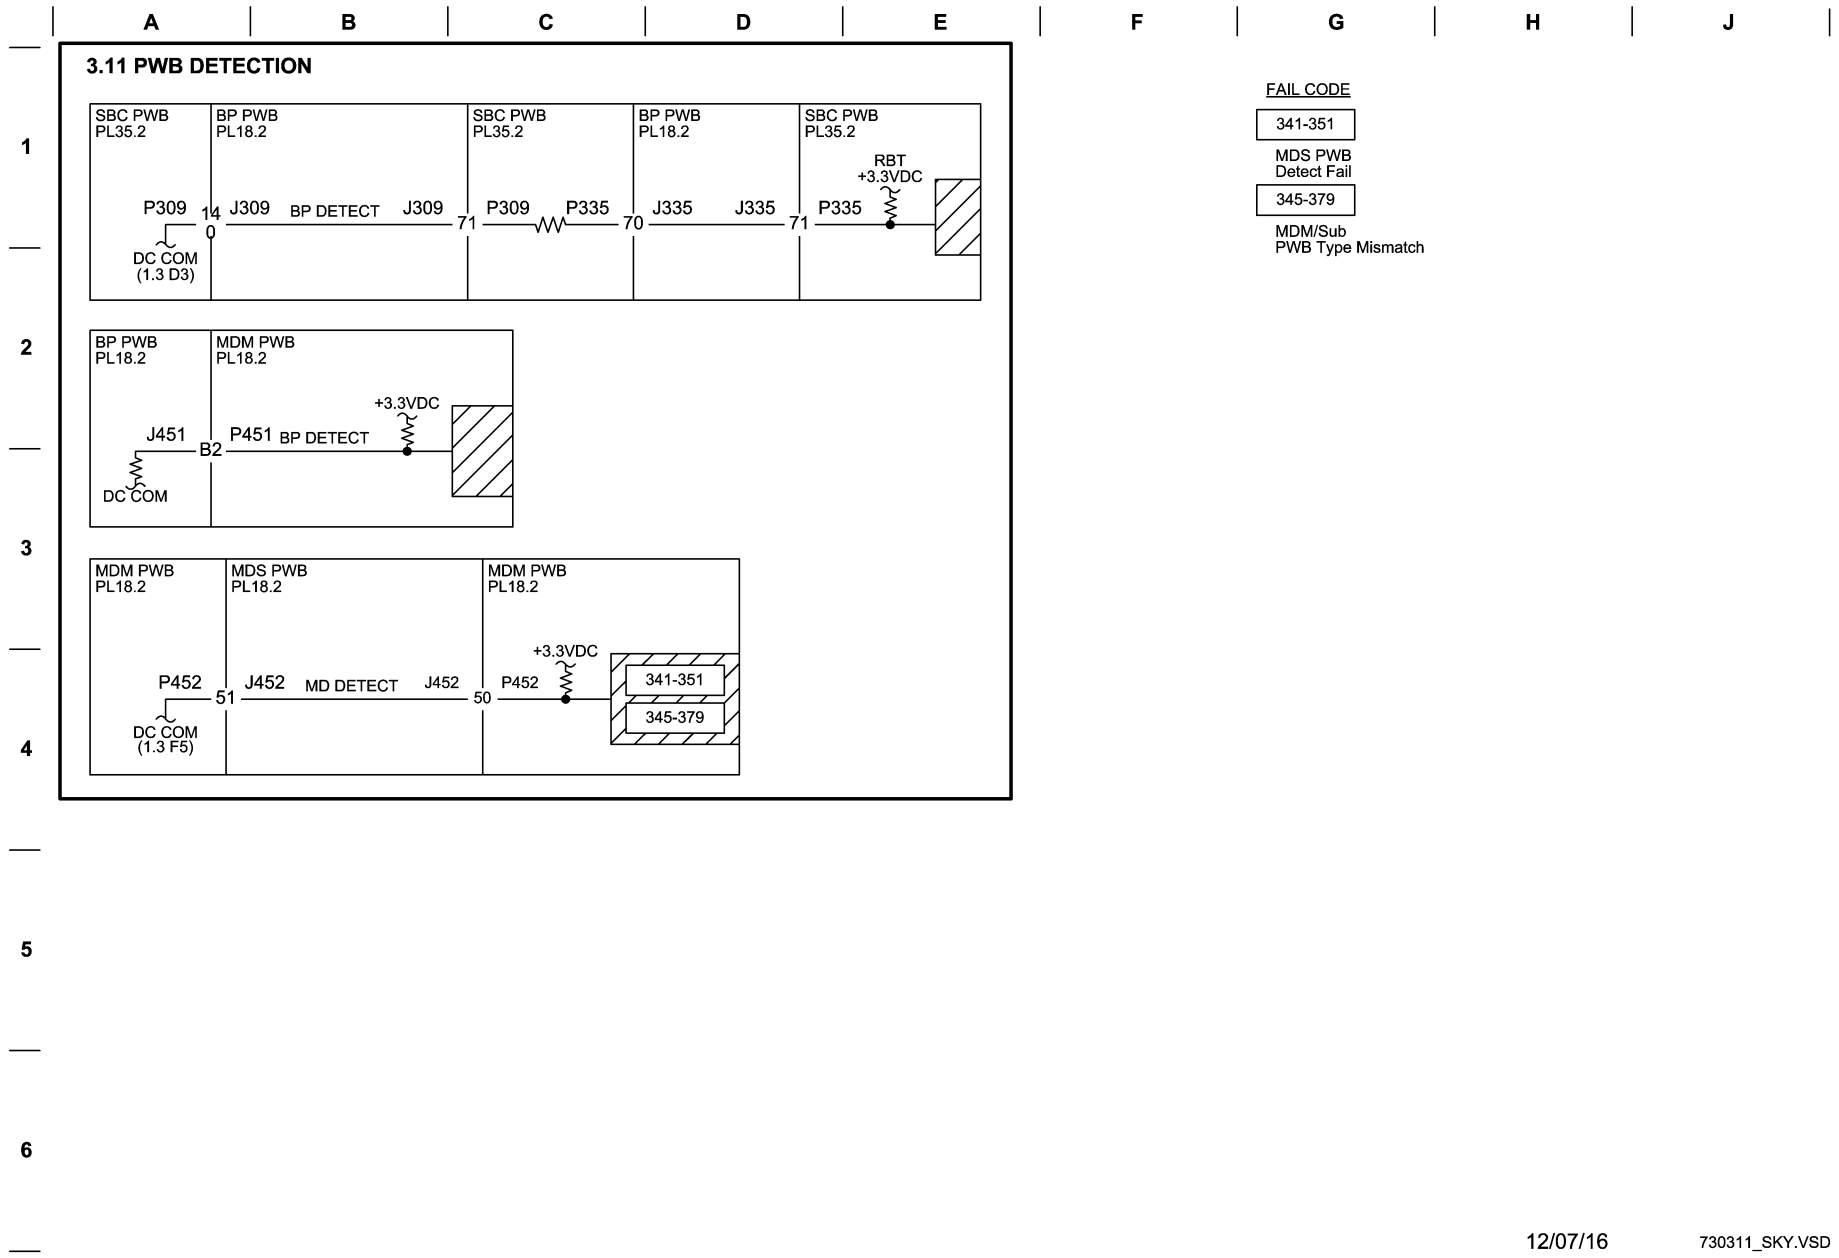 A B C D E F G H J
3.11 PWB DETECTION
FAIL CODE
341-351
MDS PWB
Detect Fail
345-379
MDM/Sub
PWB Type Mismatch
1
SBC PWB
PL35.2
BP PWB
PL18.2
SBC PWB
PL35.2
BP PWB
PL18.2
SBC PWB
PL35.2
RBT
+3.3VDC
P309 14 J309 BP DETECT J309 71 P309 P335 70 J335 J335 71 P335
0
DC COM
(1.3 D3)
2
BP PWB
PL18.2
MDM PWB
PL18.2
+3.3VDC
J451 B2 P451 BP DETECT
DC COM
3
MDM PWB
PL18.2
MDS PWB
PL18.2
MDM PWB
PL18.2
+3.3VDC
P452 51 J452 MD DETECT J452 50 P452
341-351
345-379
DC COM
(1.3 F5)
4
5
6
12/07/16 730311_SKY.VSD